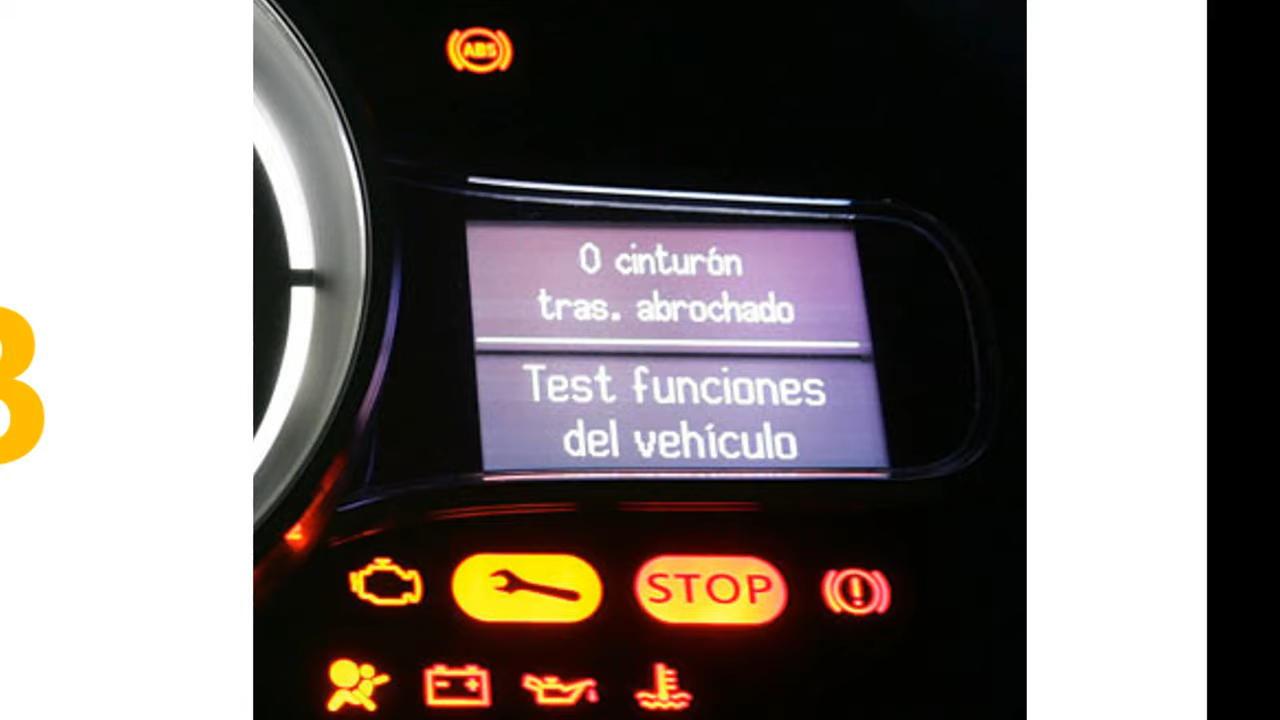 ABS
0 cinturón
tras. abrochado
Test funciones
del vehículo
STOP